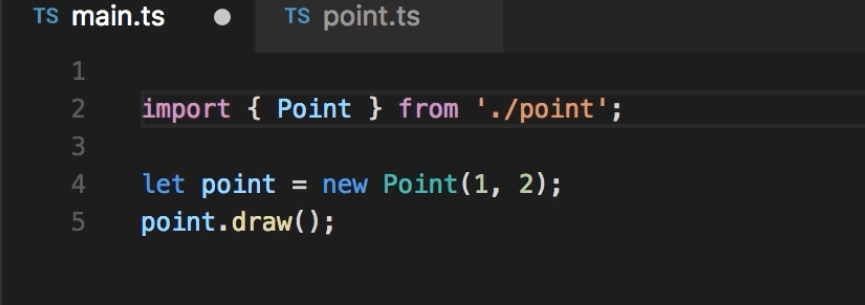 TS main.ts TS point.ts
1
2 import { Point } from './point';
3
4 let point = new Point(1, 2);
5 point.draw();